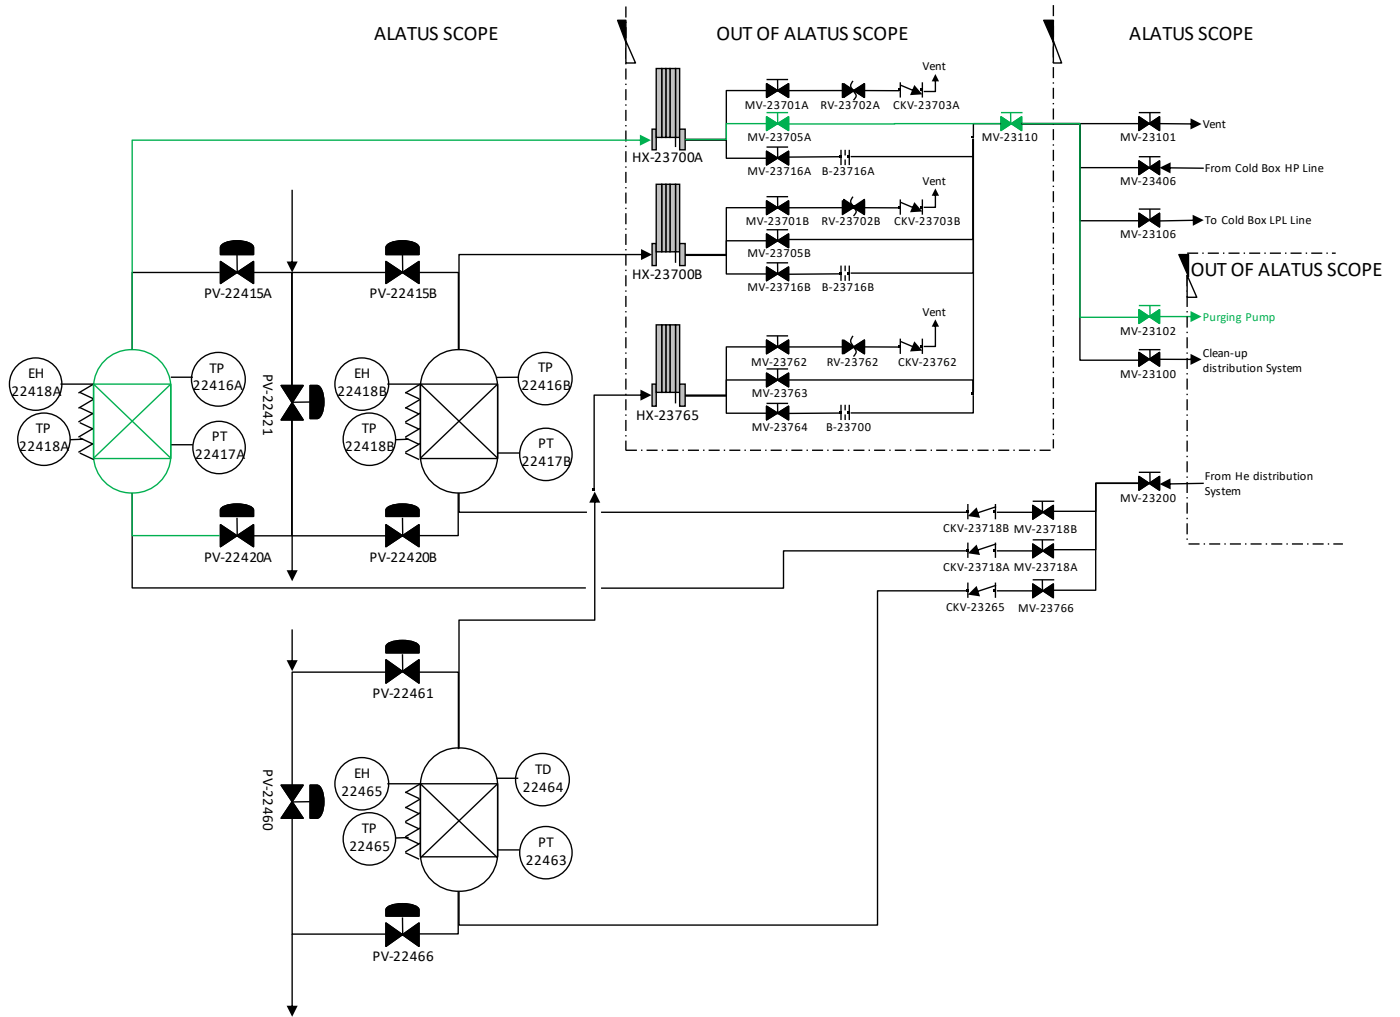 ALATUS SCOPE
OUT OF ALATUS SCOPE
ALATUS SCOPE
Vent
MV-23701A
RV-23702A
CKV-23703A
MV-23705A
MV-23110
MV-23101
Vent
HX-23700A
MV-23716A
B-23716A
MV-23406
From Cold Box HP Line
Vent
MV-23701B
RV-23702B
CKV-23703B
MV-23106
To Cold Box LPL Line
MV-23705B
HX-23700B
MV-23716B
B-23716B
OUT OF ALATUS SCOPE
PV-22415A
PV-22415B
Vent
MV-23102
Purging Pump
MV-23762
RV-23762
CKV-23762
MV-23100
Clean-up
distribution System
EH
22418A
TP
22416A
PV-22421
EH
22418B
TP
22416B
MV-23763
HX-23765
MV-23764
B-23700
TP
22418A
PT
22417A
TP
22418B
PT
22417B
MV-23200
From He distribution
System
PV-22420A
PV-22420B
CKV-23718B
MV-23718B
CKV-23718A
MV-23718A
CKV-23265
MV-23766
PV-22461
EH
22465
TD
22464
PV-22460
TP
22465
PT
22463
PV-22466